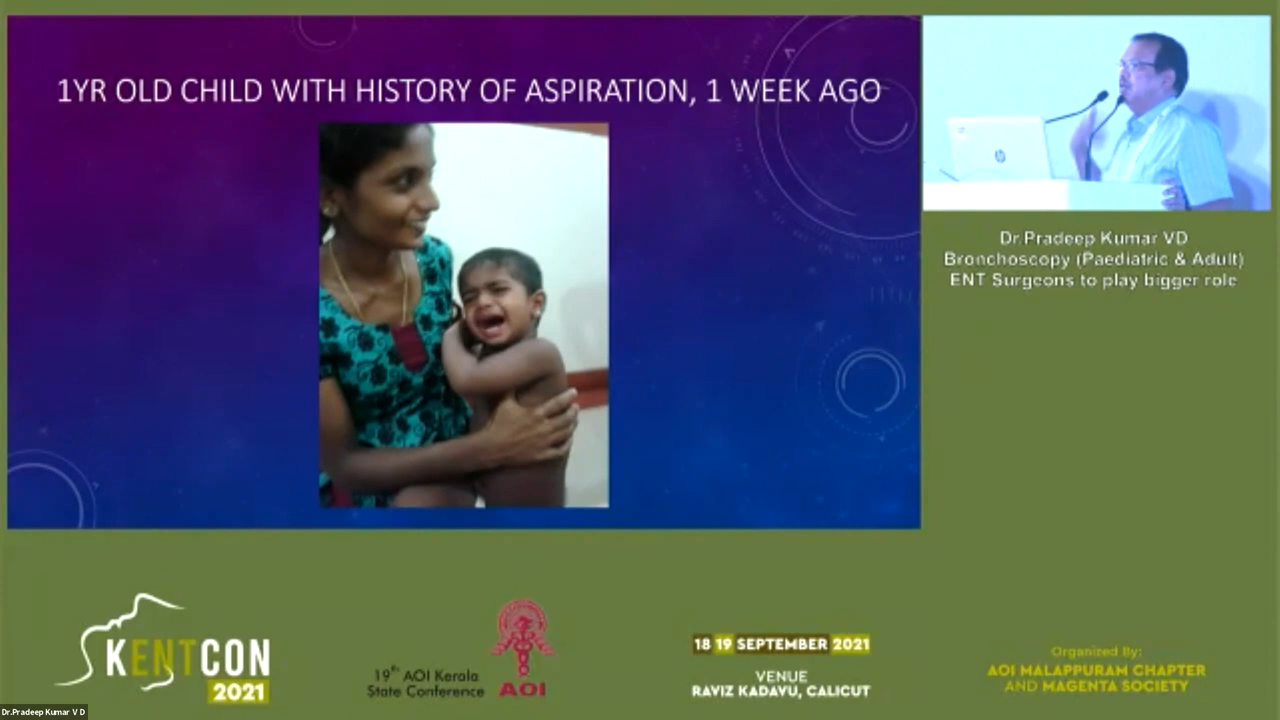 1YR OLD CHILD WITH HISTORY OF ASPIRATION, 1 WEEK AGO
Dr.Pradeep Kumar VD
Bronchoscopy (Paediatric & Adult)
ENT Surgeons to play bigger role
KENTCON
2021
19th AOI Kerala
State Conference
AOI
18 19 SEPTEMBER 2021
VENUE
RAVIZ KADAVU, CALICUT
Organized By:
AOI MALAPPURAM CHAPTER
AND MAGENTA SOCIETY
Dr.Pradeep Kumar V D